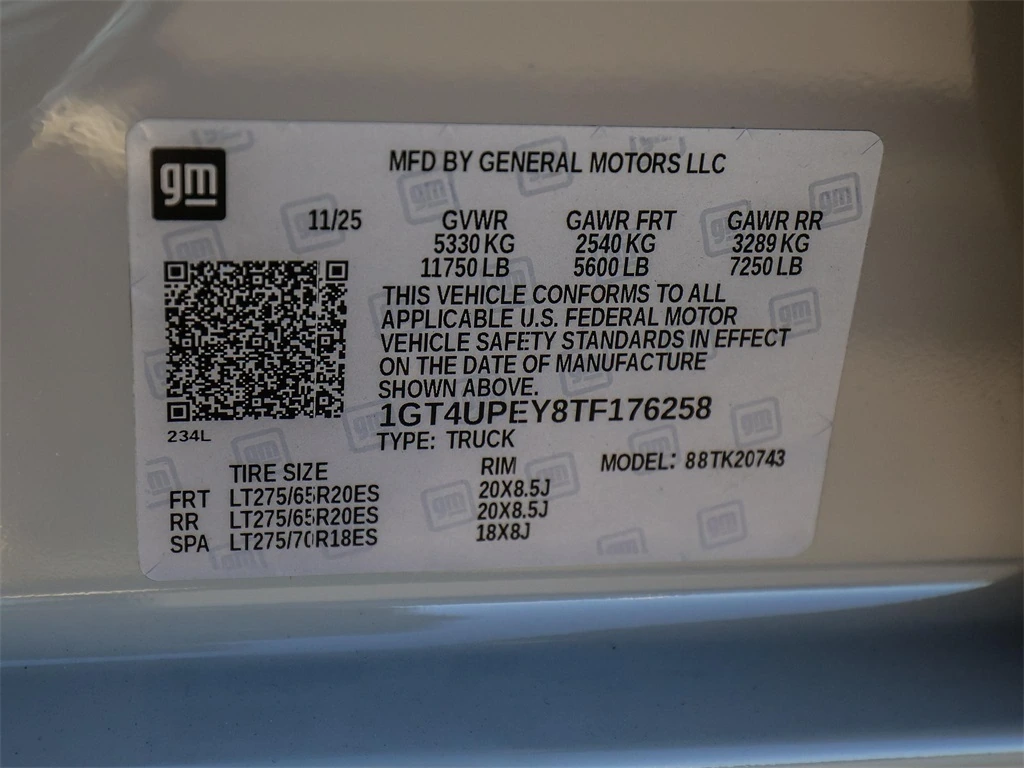 gm
MFD BY GENERAL MOTORS LLC
11/25 GVWR GAWR FRT GAWR RR
5330 KG 2540 KG 3289 KG
11750 LB 5600 LB 7250 LB
THIS VEHICLE CONFORMS TO ALL
APPLICABLE U.S. FEDERAL MOTOR
VEHICLE SAFETY STANDARDS IN EFFECT
ON THE DATE OF MANUFACTURE
SHOWN ABOVE.
1GT4UPEY8TF176258
234L
TYPE: TRUCK
MODEL: 88TK20743
TIRE SIZE RIM
FRT LT275/65R20ES 20X8.5J
RR LT275/65R20ES 20X8.5J
SPA LT275/70R18ES 18X8J